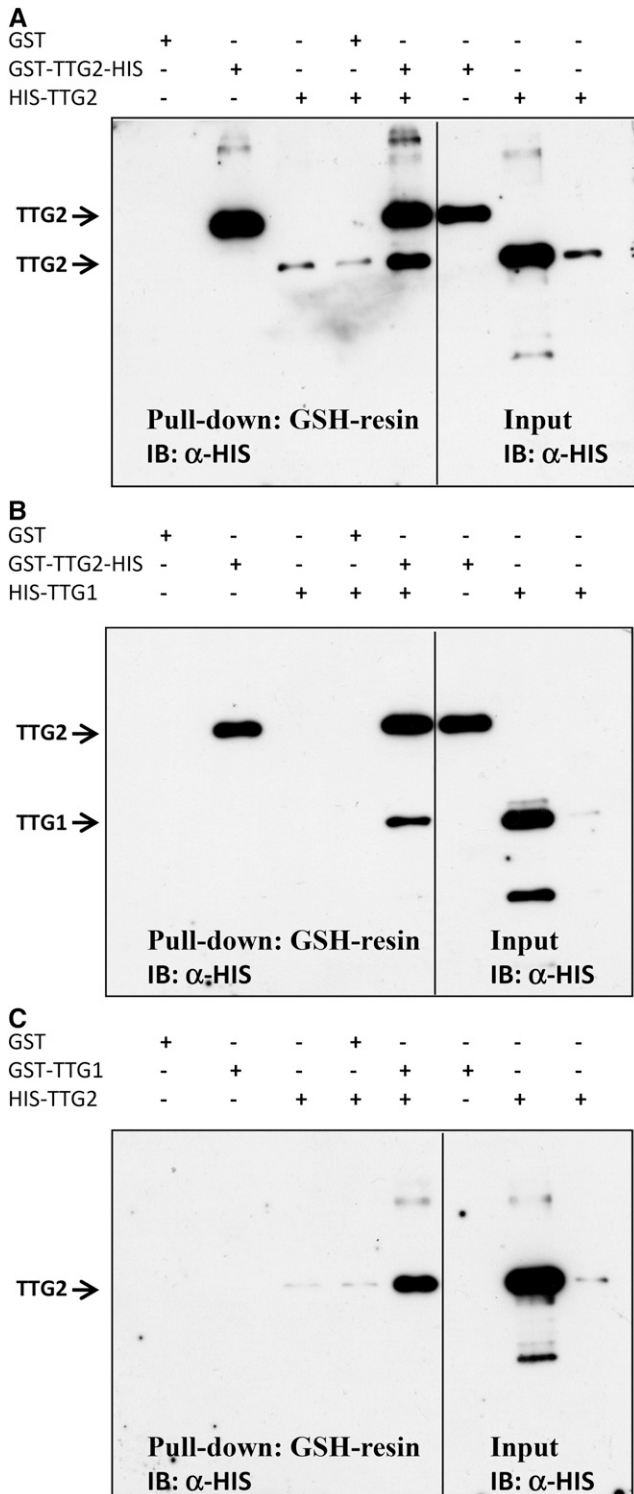 A
GST + - - + - - - -
GST-TTG2-HIS - + - - + + - -
HIS-TTG2 - - + + + - + +
TTG2→
TTG2→
Pull-down: GSH-resin Input
IB: α-HIS IB: α-HIS
B
GST + - - + - - - -
GST-TTG2-HIS - + - - + + - -
HIS-TTG1 - - + + + - + +
TTG2→
TTG1→
Pull-down: GSH-resin Input
IB: α-HIS IB: α-HIS
C
GST + - - + - - - -
GST-TTG1 - + - - + + - -
HIS-TTG2 - - + + + - + +
TTG2→
Pull-down: GSH-resin Input
IB: α-HIS IB: α-HIS